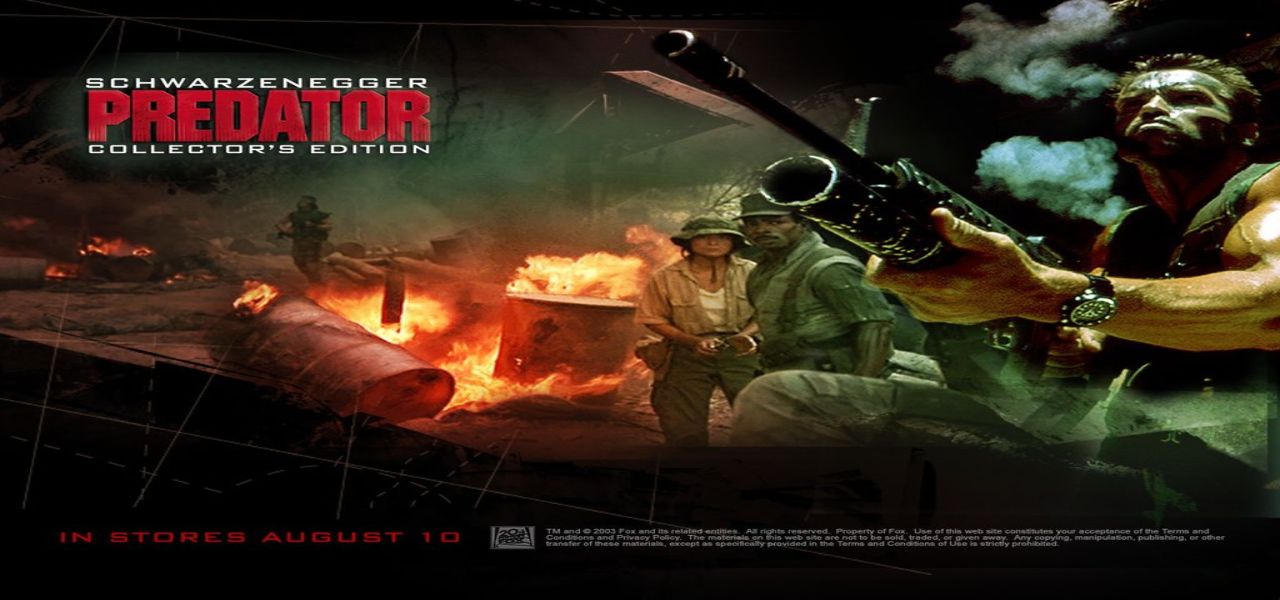 SCHWARZENEGGER
PREDATOR
COLLECTOR'S EDITION
IN STORES AUGUST 10
TM and © 2003 Fox and its related entities. All rights reserved. Property of Fox. Use of this web site constitutes your acceptance of the Terms and
Conditions and Privacy Policy. The materials on this web site are not to be sold, traded, or given away. Any copying, manipulation, publishing, or other
transfer of these materials, except as specifically provided in the Terms and Conditions of Use is strictly prohibited.